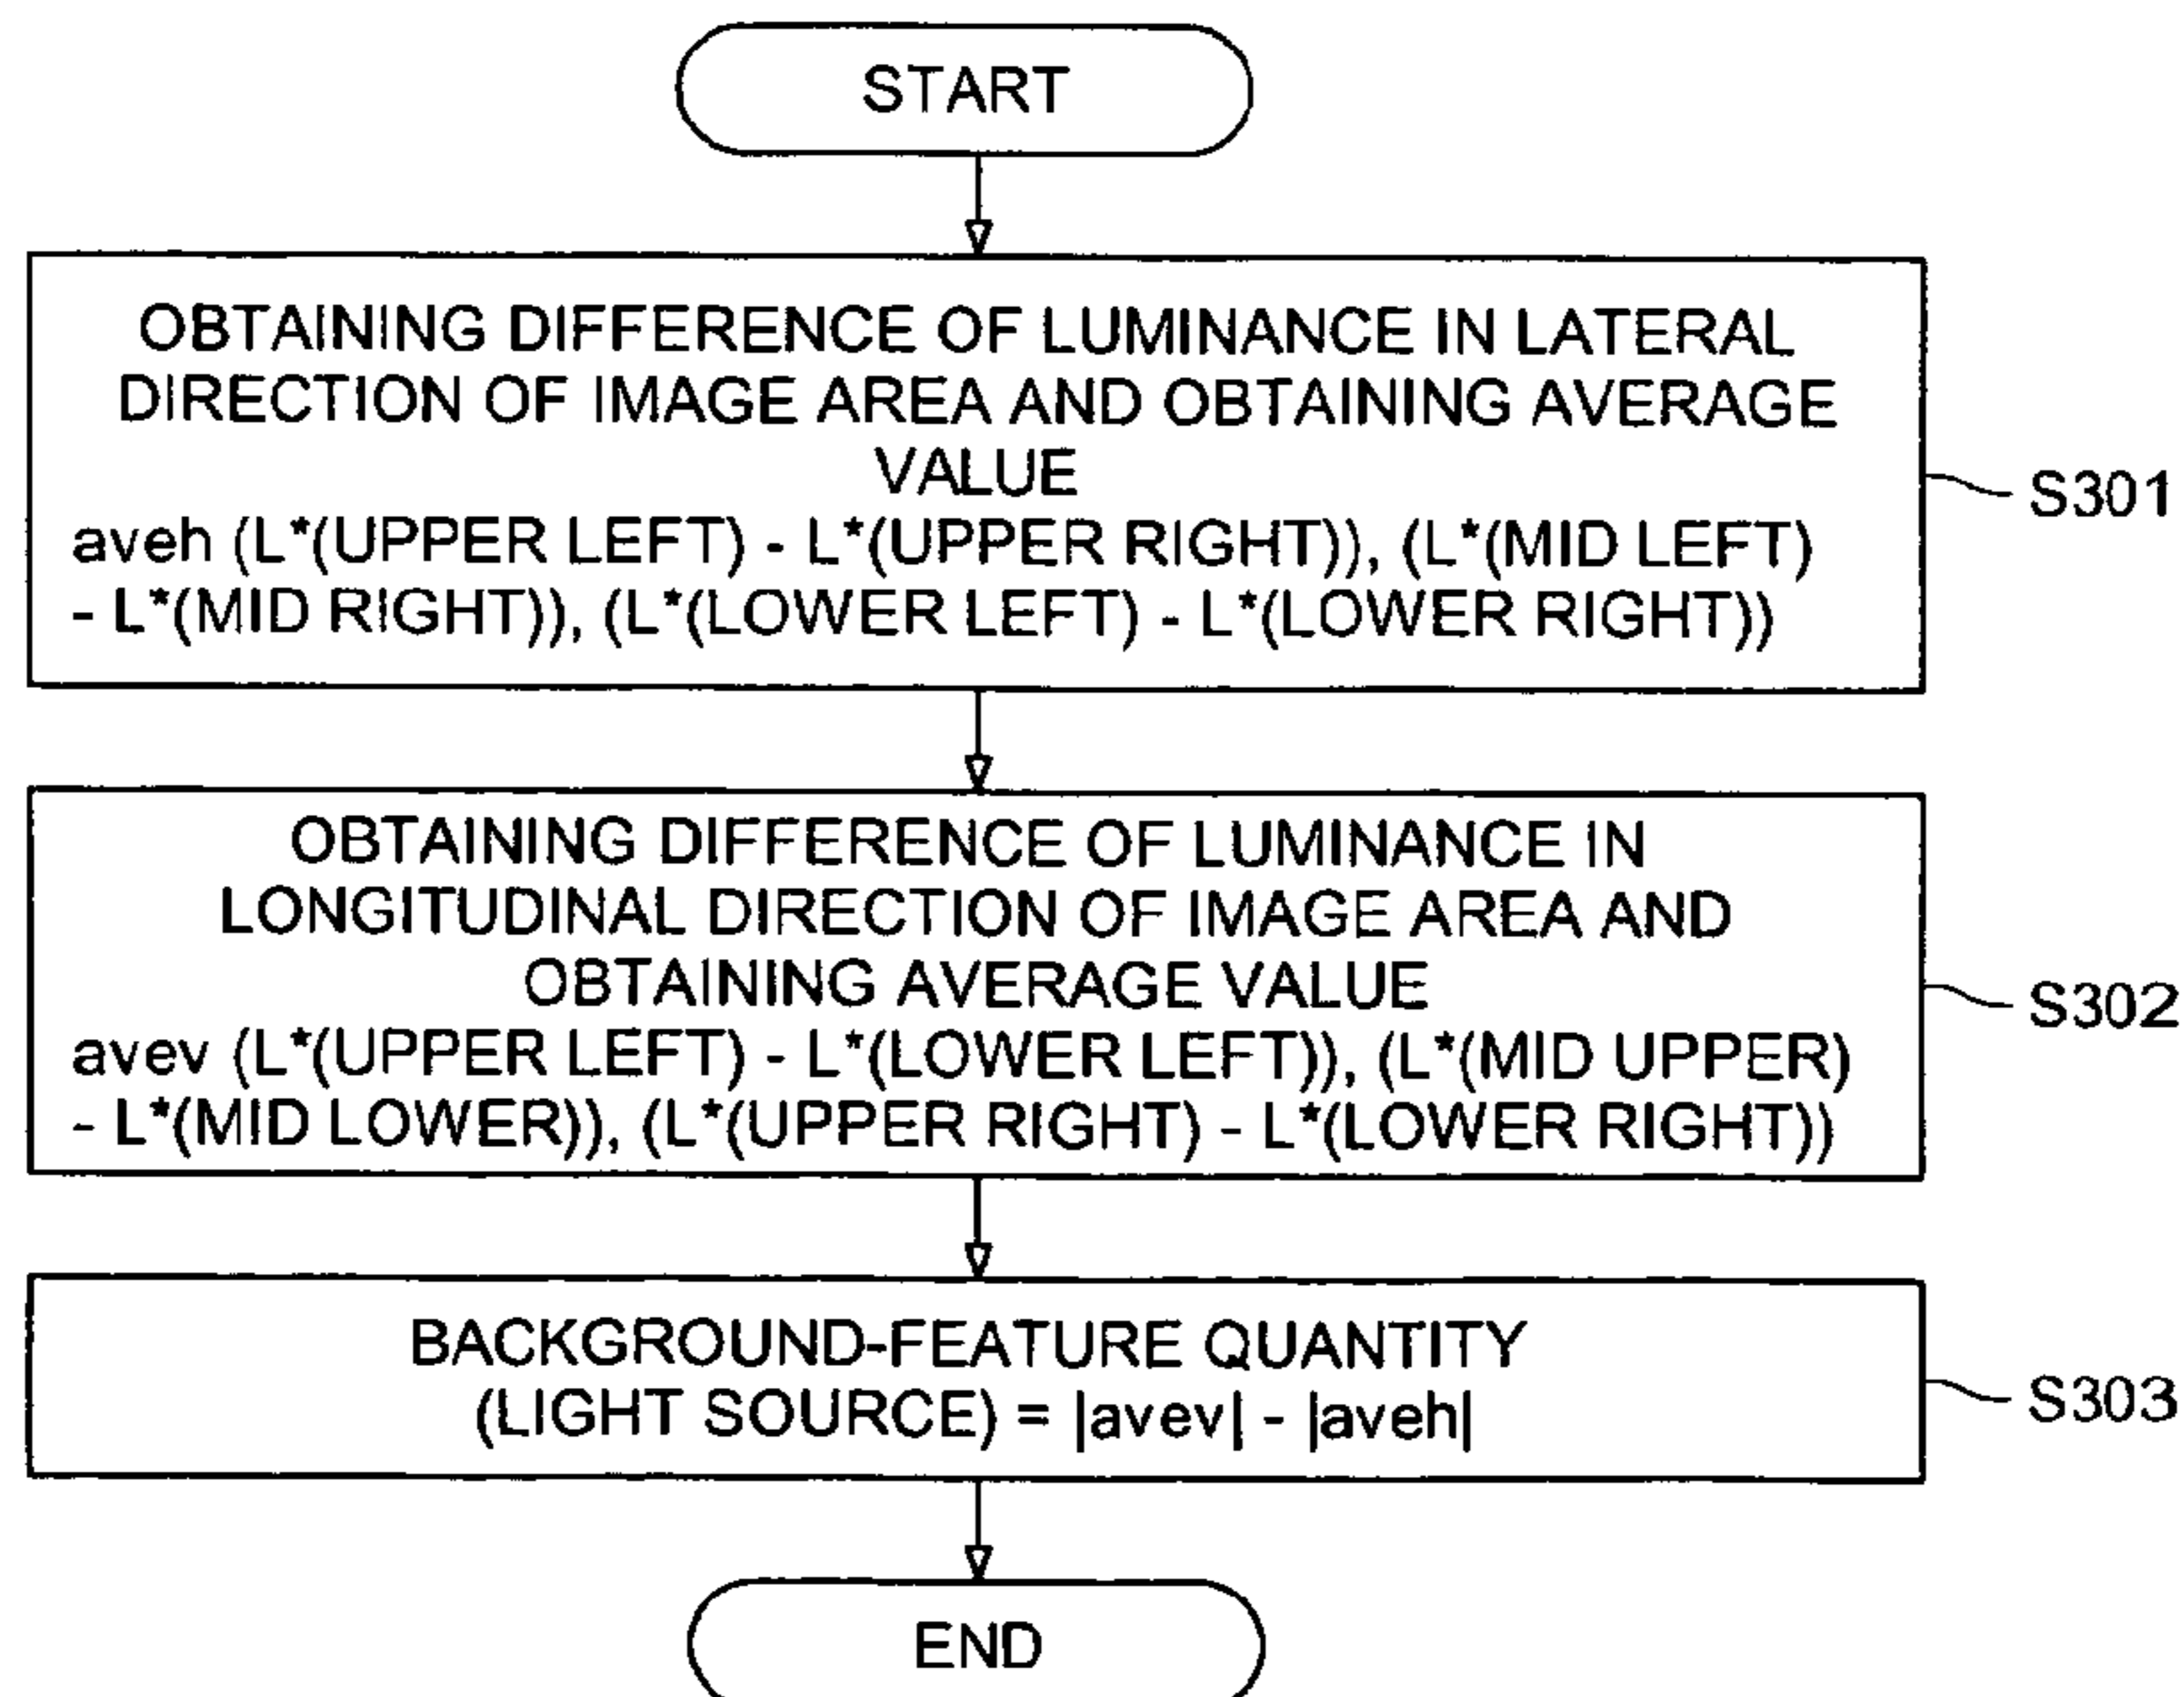 START
OBTAINING DIFFERENCE OF LUMINANCE IN LATERAL
DIRECTION OF IMAGE AREA AND OBTAINING AVERAGE
VALUE
aveh (L*(UPPER LEFT) - L*(UPPER RIGHT)), (L*(MID LEFT)
- L*(MID RIGHT)), (L*(LOWER LEFT) - L*(LOWER RIGHT))
S301
OBTAINING DIFFERENCE OF LUMINANCE IN
LONGITUDINAL DIRECTION OF IMAGE AREA AND
OBTAINING AVERAGE VALUE
avev (L*(UPPER LEFT) - L*(LOWER LEFT)), (L*(MID UPPER)
- L*(MID LOWER)), (L*(UPPER RIGHT) - L*(LOWER RIGHT))
S302
BACKGROUND-FEATURE QUANTITY
(LIGHT SOURCE) = |avev| - |aveh|
S303
END